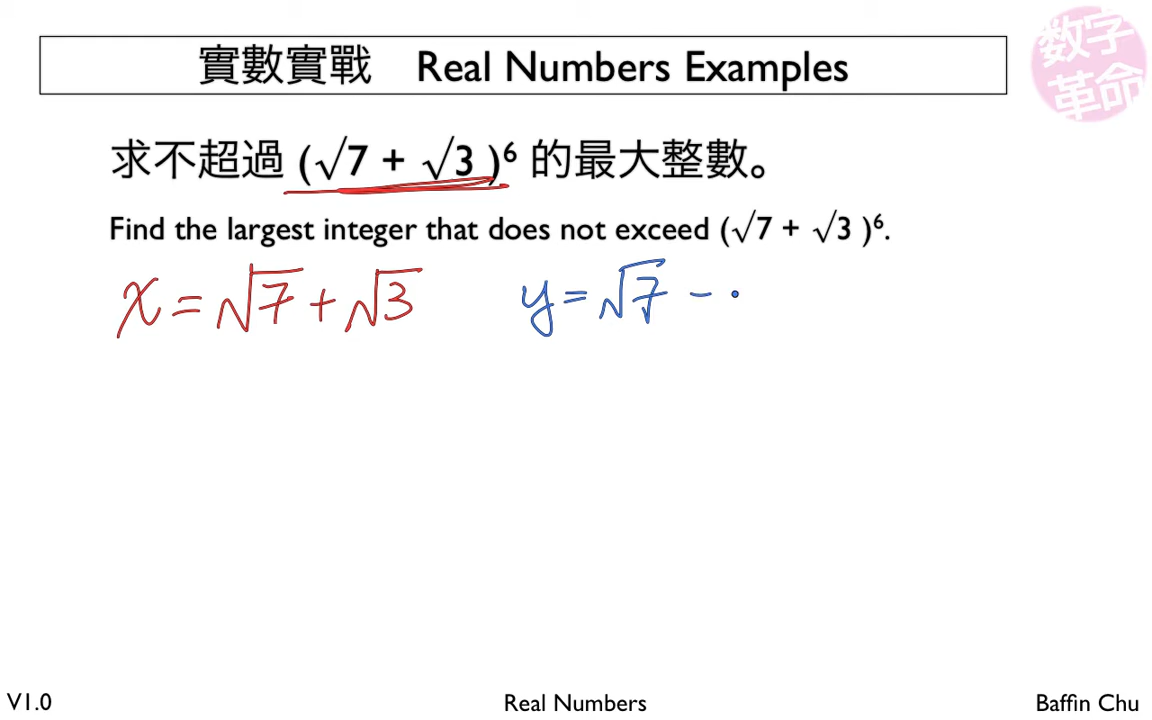 實數實戰 Real Numbers Examples
数字
革命
求不超過 (√7 + √3 )⁶ 的最大整數。
Find the largest integer that does not exceed (√7 + √3 )⁶.
x = √7 + √3 y = √7 -
V1.0 Real Numbers Baffin Chu